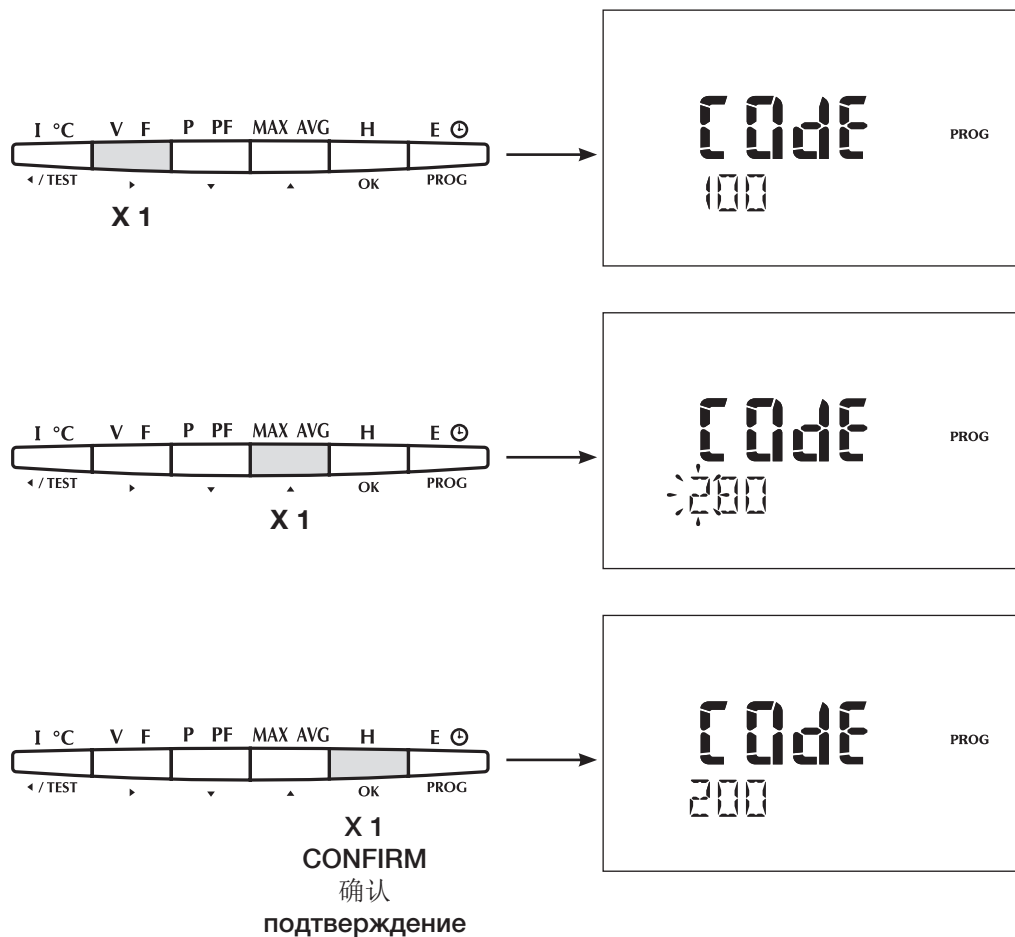 I °C V F P PF MAX AVG H E
◂ / TEST ▸ ▾ ▴ OK PROG
X 1
CODE
PROG
100
I °C V F P PF MAX AVG H E
◂ / TEST ▸ ▾ ▴ OK PROG
X 1
CODE
PROG
200
I °C V F P PF MAX AVG H E
◂ / TEST ▸ ▾ ▴ OK PROG
X 1
CONFIRM
确认
подтверждение
CODE
PROG
200